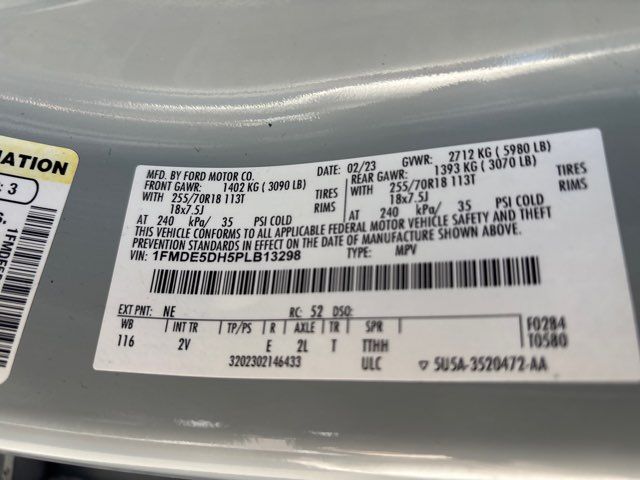 MATION
: 3
MFD. BY FORD MOTOR CO.
DATE: 02/23 GVWR: 2712 KG ( 5980 LB)
FRONT GAWR: 1402 KG ( 3090 LB) REAR GAWR: 1393 KG ( 3070 LB)
WITH 255/70R18 113T TIRES WITH 255/70R18 113T TIRES
18x7.5J RIMS 18x7.5J RIMS
AT 240 kPa/ 35 PSI COLD AT 240 kPa/ 35 PSI COLD
THIS VEHICLE CONFORMS TO ALL APPLICABLE FEDERAL MOTOR VEHICLE SAFETY AND THEFT
PREVENTION STANDARDS IN EFFECT ON THE DATE OF MANUFACTURE SHOWN ABOVE.
VIN: 1FMDE5DH5PLB13298 TYPE: MPV
EXT PNT: NE RC: 52 DSO:
WB INT TR TP/PS R AXLE TR SPR F0284
116 2V E 2L T TTHH T0580
3202302146433 ULC 5U5A-3520472-AA